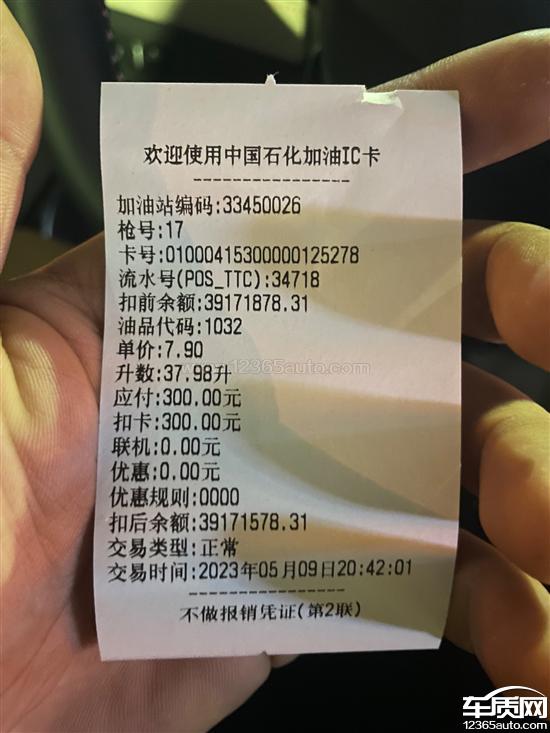 欢迎使用中国石化加油IC卡
----------------
加油站编码:33450026
枪号:17
卡号:01000415300000125278
流水号(POS_TTC):34718
扣前余额:39171878.31
油品代码:1032
单价:7.90
升数:37.98升
应付:300.00元
扣卡:300.00元
联机:0.00元
优惠:0.00元
优惠规则:0000
扣后余额:39171578.31
交易类型:正常
交易时间:2023年05月09日20:42:01
----------------
不做报销凭证(第2联)
www.12365auto.com
车质网
12365auto.com